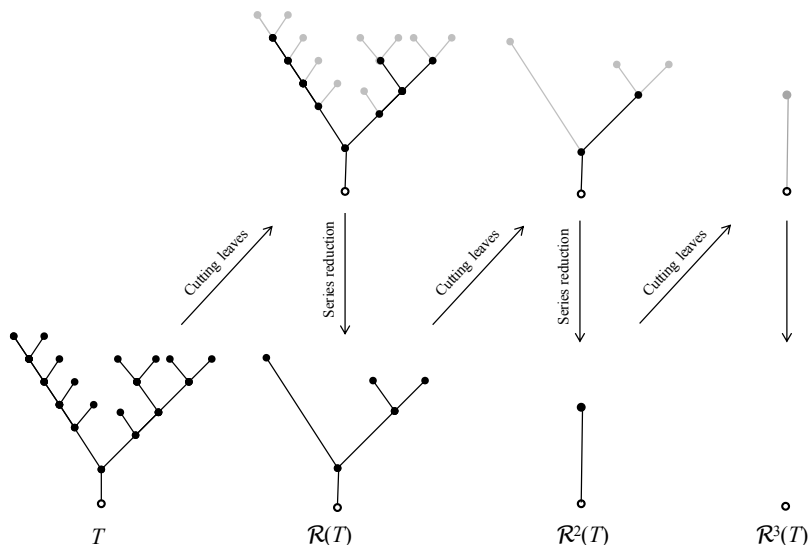 Cutting leaves
Series reduction
Cutting leaves
Series reduction
Cutting leaves
T
R(T)
R²(T)
R³(T)